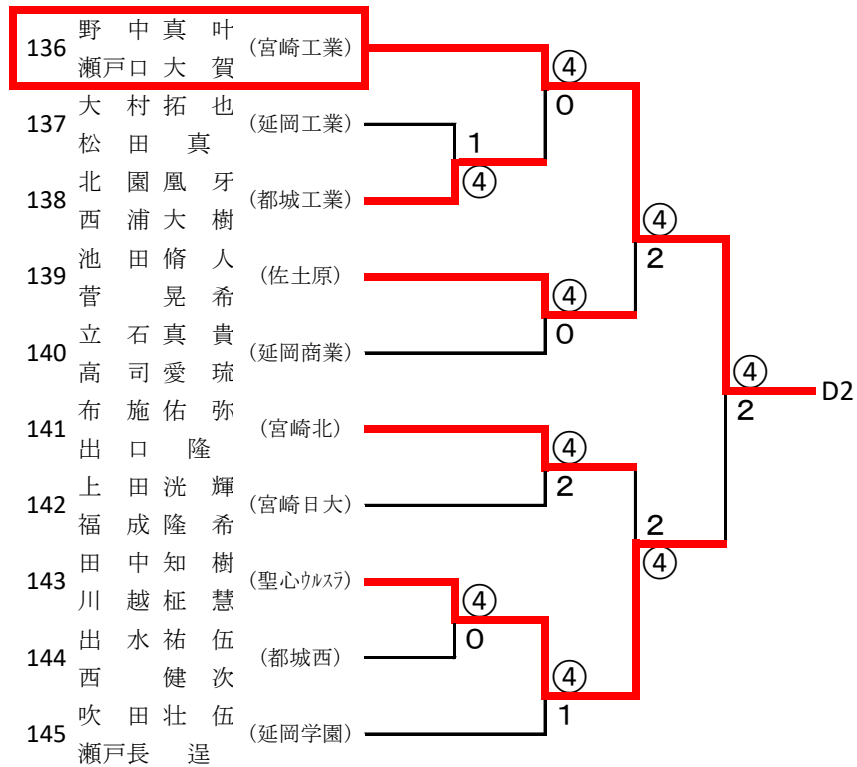 野中真叶
136 (宮崎工業)
瀬戸口大賀
④
0
大村拓也
137 (延岡工業)
松田真
1
④
北園凰牙
138 (都城工業)
西浦大樹
④
2
池田脩人
139 (佐土原)
菅晃希
④
0
立石真貴
140 (延岡商業)
高司愛琉
④
2
D2
布施佑弥
141 (宮崎北)
出口隆
④
2
上田洸輝
142 (宮崎日大)
福成隆希
2
④
田中知樹
143 (聖心ｳﾙｽﾗ)
川越柾慧
④
0
出水祐伍
144 (都城西)
西健次
④
1
吹田壮伍
145 (延岡学園)
瀬戸長逞